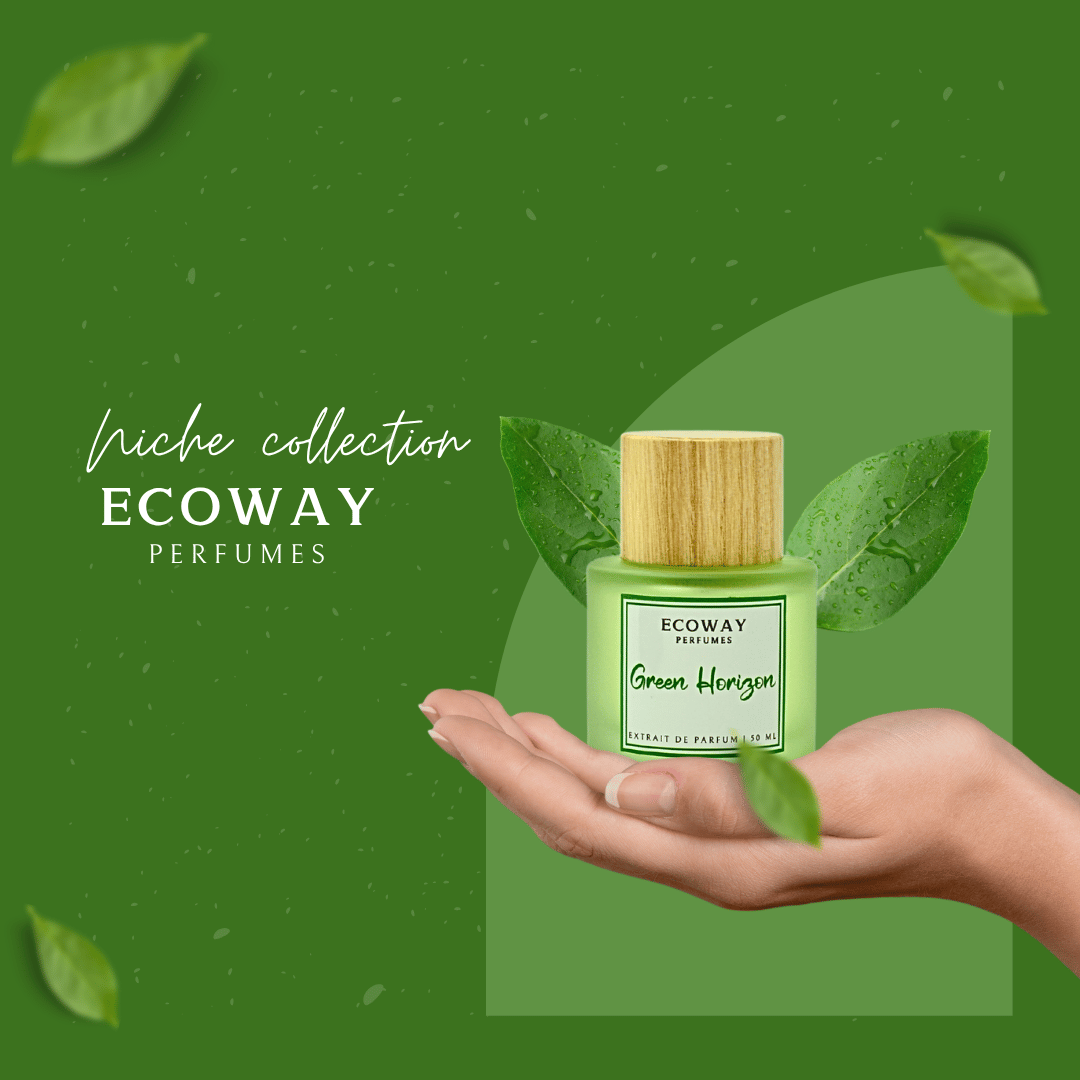 Niche collection
ECOWAY
PERFUMES
ECOWAY
PERFUMES
Green Horizon
EXTRAIT DE PARFUM | 50 ML